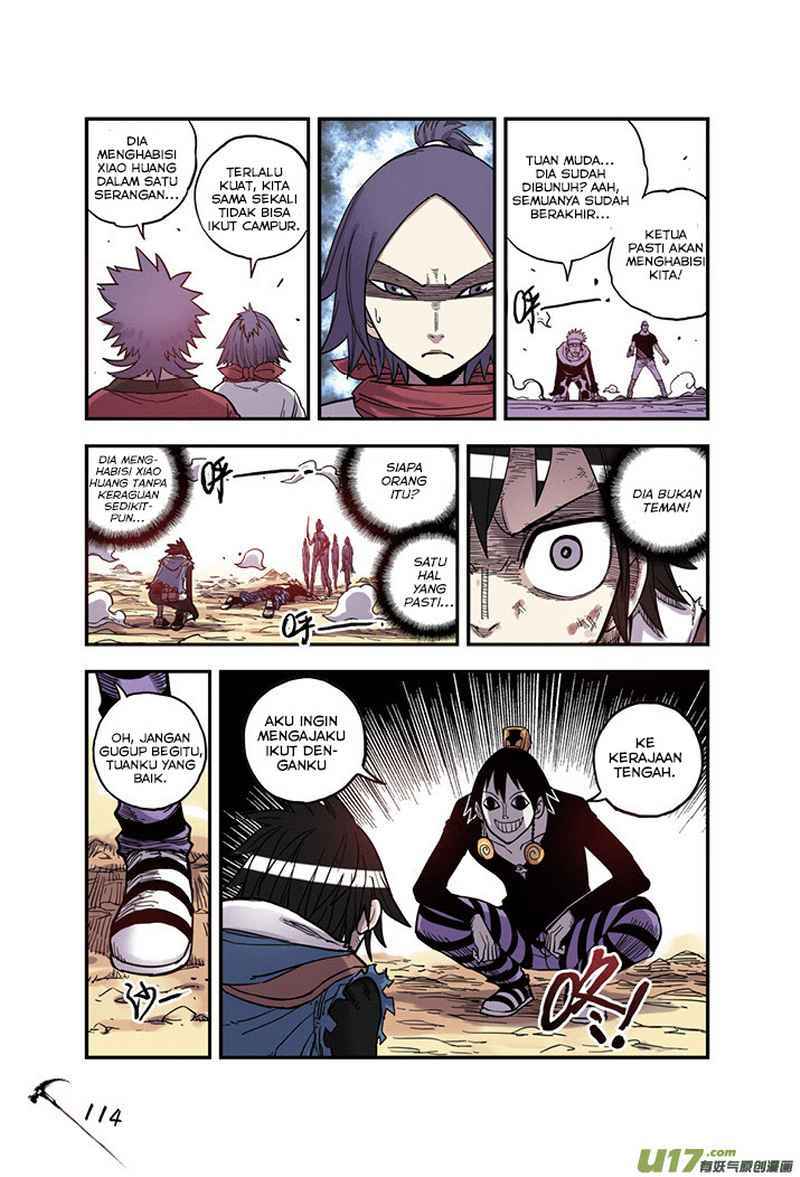 DIA
MENGHABISI
XIAO HUANG
DALAM SATU
SERANGAN...
TERLALU
KUAT, KITA
SAMA SEKALI
TIDAK BISA
IKUT CAMPUR.
TUAN MUDA...
DIA SUDAH
DIBUNUH? AAH,
SEMUANYA SUDAH
BERAKHIR...
KETUA
PASTI AKAN
MENGHABISI
KITA!
呼—
DIA MENG-
HABISI XIAO
HUANG TANPA
KERAGUAN
SEDIKIT-
PUN...
呼—
SIAPA
ORANG
ITU?
SATU
HAL
YANG
PASTI...
呼—
DIA BUKAN
TEMAN!
OH, JANGAN
GUGUP BEGITU,
TUANKU YANG
BAIK.
沙—
AKU INGIN
MENGAJAKU
IKUT DEN-
GANKU
KE
KERAJAAN
TENGAH.
咚!
114
U17.com
有妖气原创漫画